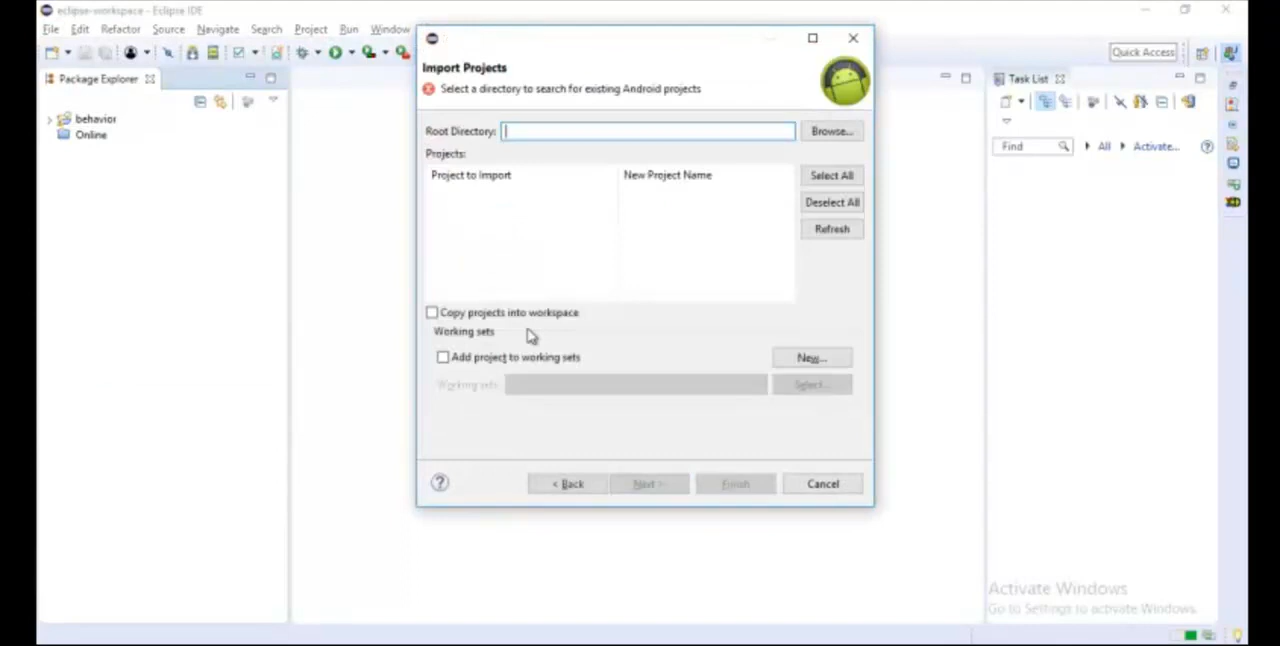 eclipse-workspace - Eclipse IDE
File Edit Refactor Source Navigate Search Project Run Window
Quick Access
Package Explorer
behavior
Online
Import Projects
Select a directory to search for existing Android projects
Root Directory:
Browse...
Projects:
Project to Import New Project Name
Select All
Deselect All
Refresh
Copy projects into workspace
Working sets
Add project to working sets
New...
Working sets:
Select...
? < Back Next > Finish Cancel
Task List
Find All Activate... ?
Activate Windows
Go to Settings to activate Windows.